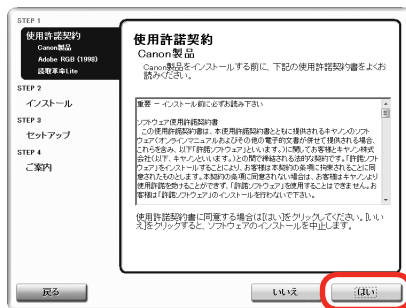 STEP 1
使用許諾契約
Canon製品
Adobe RGB (1998)
読取革命Lite
STEP 2
インストール
STEP 3
セットアップ
STEP 4
ご案内
使用許諾契約
Canon製品
Canon製品をインストールする前に、下記の使用許諾契約書をよくお
読みください。
重要 − インストール前に必ずお読み下さい
ソフトウェア使用許諾契約書
この使用許諾契約書は、本使用許諾契約書とともに提供されるキヤノンのソフト
ウェア(オンラインマニュアルおよびその他の電子的文書が併せて提供される場合、
これらを含み、以下「許諾ソフトウェア」といいます。)に関してお客様とキヤノン株式
会社(以下、キヤノンといいます。)との間で締結される法的な契約です。「許諾ソフト
ウェア」をインストールすることにより、お客様は本契約の条項に拘束されることに同
意されたものとします。本契約の条項に同意されない場合は、お客様はキヤノンより
使用許諾を受けることができず、「許諾ソフトウェア」を使用することはできません。お
客様は「許諾ソフトウェア」のインストールを行わないで下さい。
使用許諾契約書に同意する場合は[はい]をクリックしてください。[いい
え]をクリックすると、ソフトウェアのインストールを中止します。
戻る
いいえ
はい